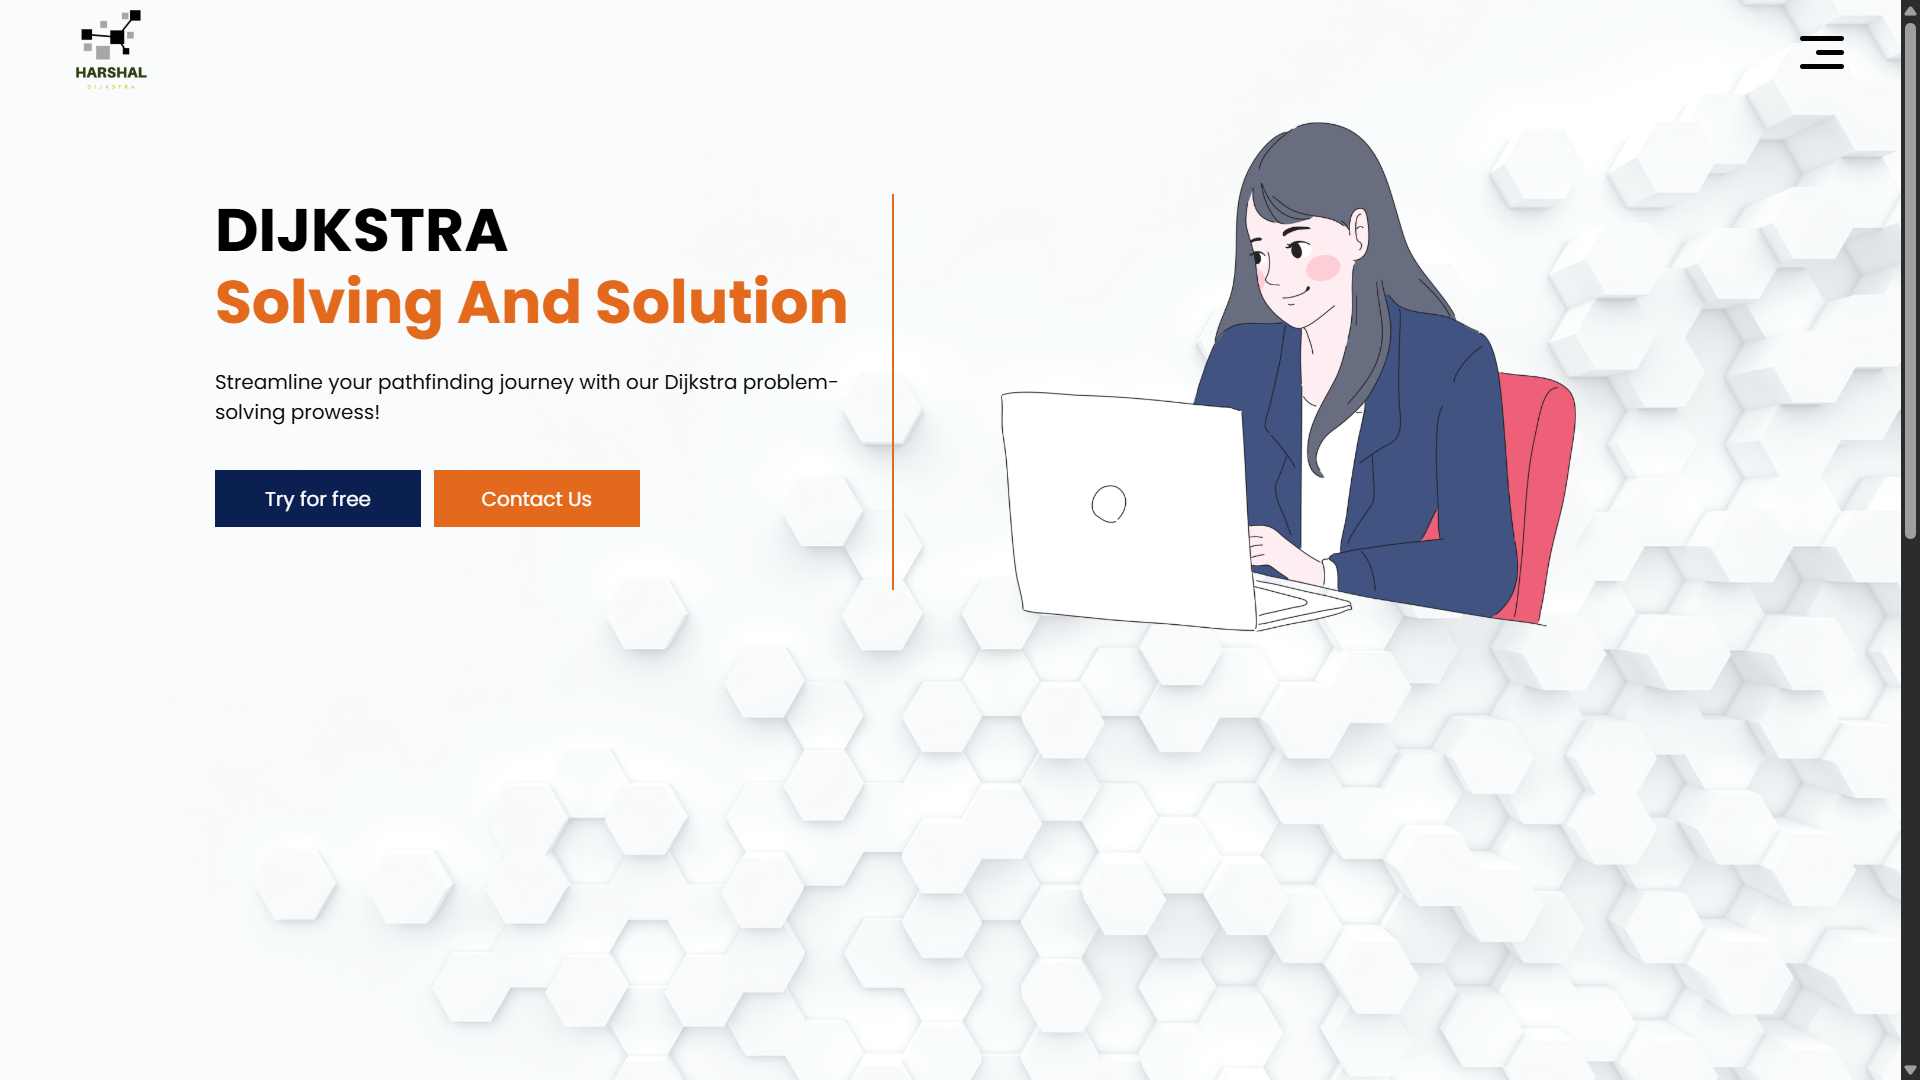 HARSHAL
DIJKSTRA
DIJKSTRA
Solving And Solution
Streamline your pathfinding journey with our Dijkstra problem-
solving prowess!
Try for free
Contact Us